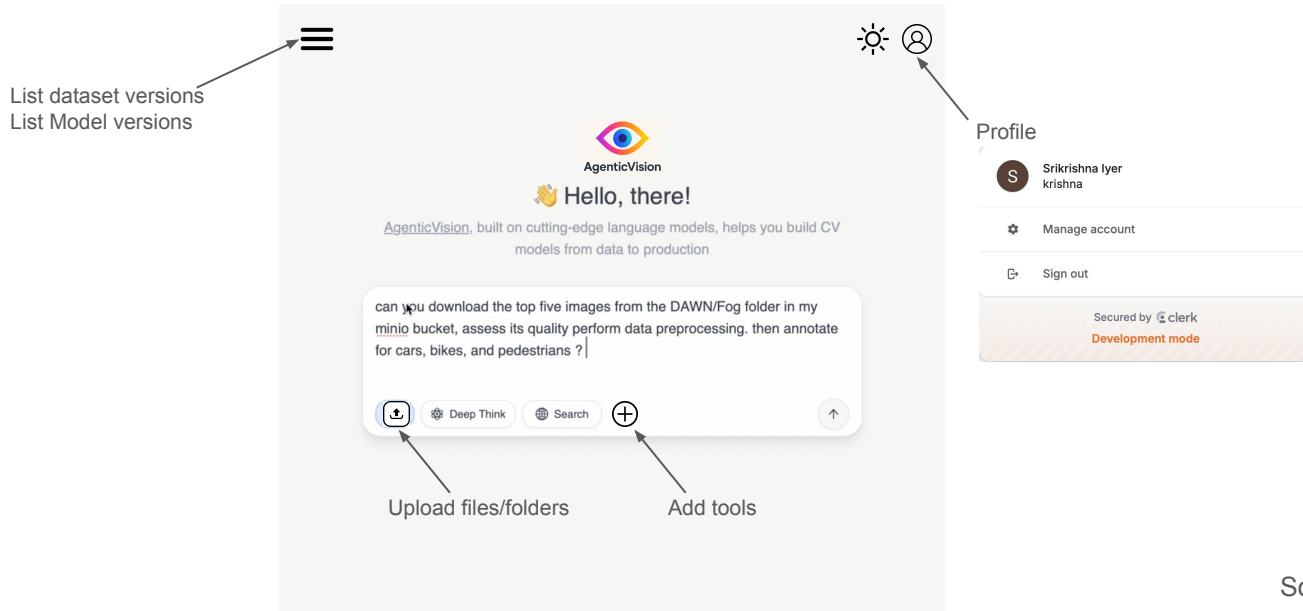 List dataset versions
List Model versions
AgenticVision
👋 Hello, there!
AgenticVision, built on cutting-edge language models, helps you build CV
models from data to production
can you download the top five images from the DAWN/Fog folder in my
minio bucket, assess its quality perform data preprocessing. then annotate
for cars, bikes, and pedestrians ?
Deep Think
Search
Upload files/folders
Add tools
Profile
S
Srikrishna Iyer
krishna
Manage account
Sign out
Secured by clerk
Development mode